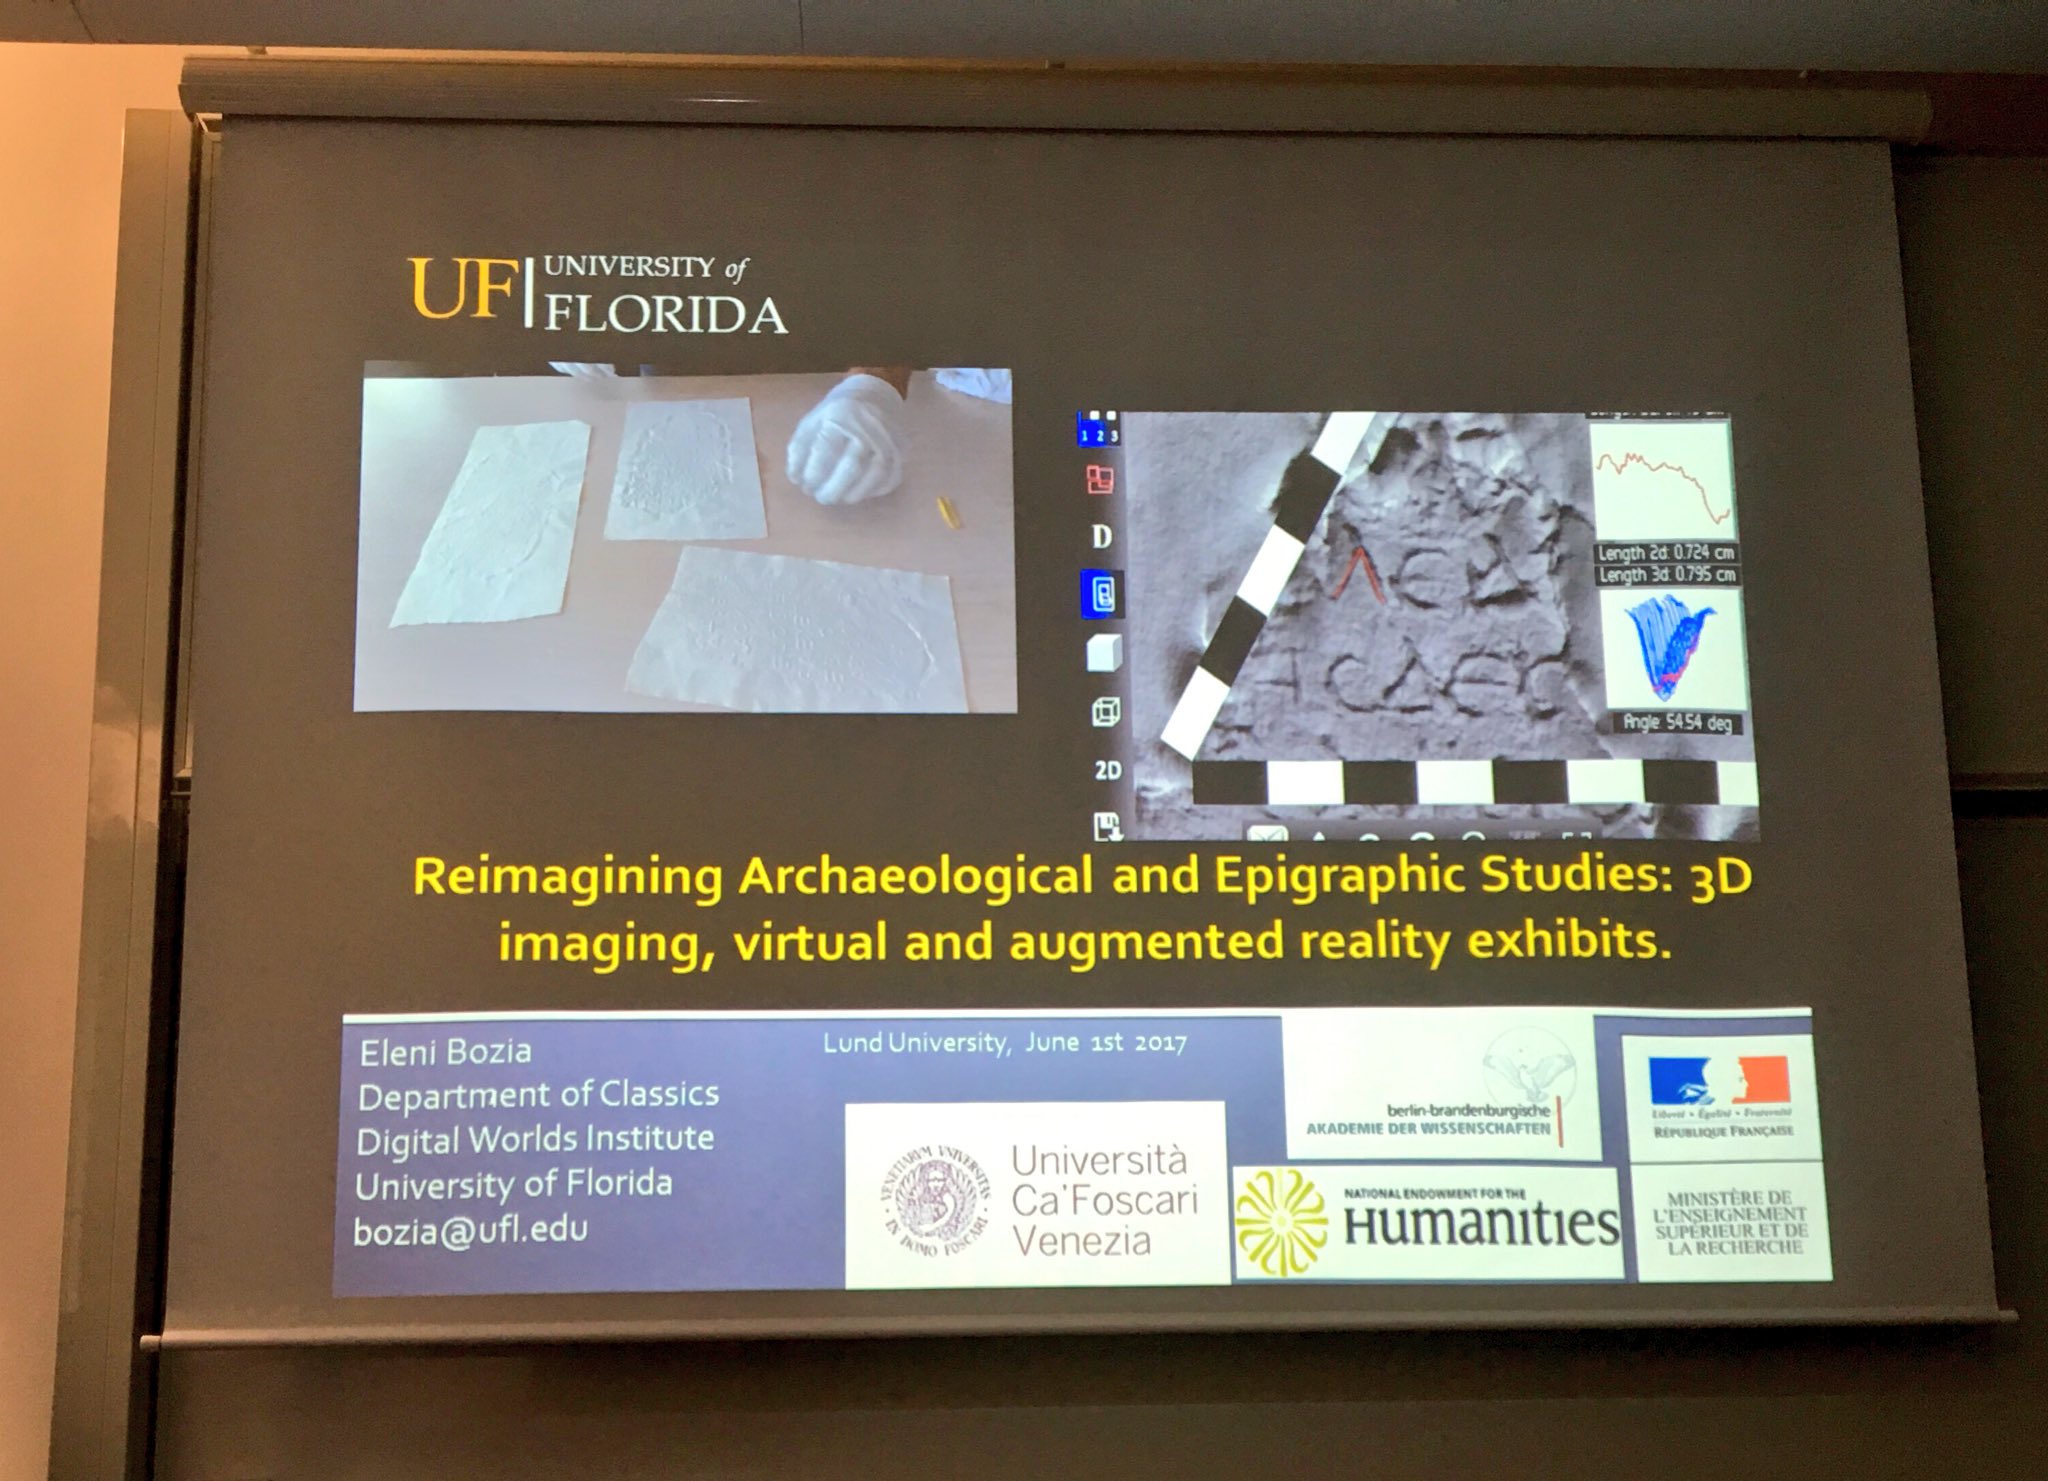 UF UNIVERSITY of
FLORIDA
1 2 3
D
2D
Length 2d: 0.724 cm
Length 3d: 0.795 cm
Angle: 54.54 deg
ΛЄΔ
Reimagining Archaeological and Epigraphic Studies: 3D
imaging, virtual and augmented reality exhibits.
Eleni Bozia
Department of Classics
Digital Worlds Institute
University of Florida
bozia@ufl.edu
Lund University, June 1st 2017
VENETIARVM VNIVERSITAS
IN DOMO FOSCARI
Università
Ca'Foscari
Venezia
berlin-brandenburgische
AKADEMIE DER WISSENSCHAFTEN
NATIONAL ENDOWMENT FOR THE
Humanities
Liberté • Égalité • Fraternité
RÉPUBLIQUE FRANÇAISE
MINISTÈRE DE
L'ENSEIGNEMENT
SUPÉRIEUR ET DE
LA RECHERCHE